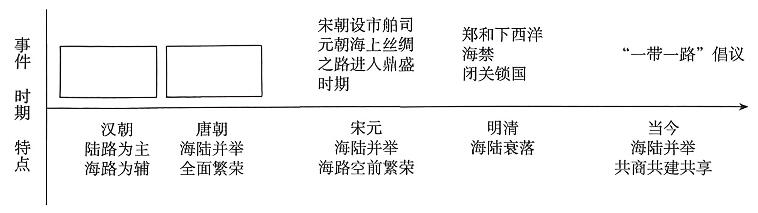 事件
时期
特点
宋朝设市舶司
元朝海上丝绸
之路进入鼎盛
时期
郑和下西洋
海禁
闭关锁国
“一带一路”倡议
汉朝
陆路为主
海路为辅
唐朝
海陆并举
全面繁荣
宋元
海陆并举
海路空前繁荣
明清
海陆衰落
当今
海陆并举
共商共建共享